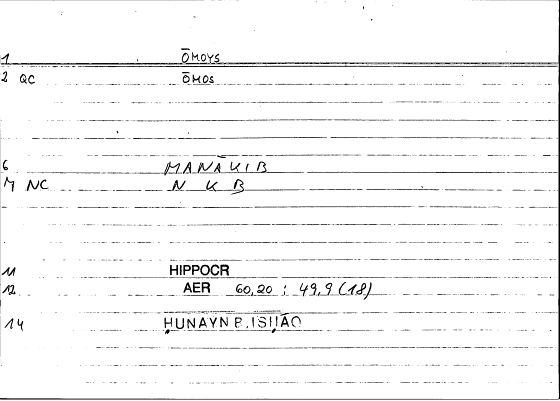 1 ŌMOYS
2 QC ŌMOS
6 MANĀKIB
M NC N K B
11 HIPPOCR
12 AER 60,20 : 49,9 (18)
14 ḤUNAYN B. ISḤĀQ